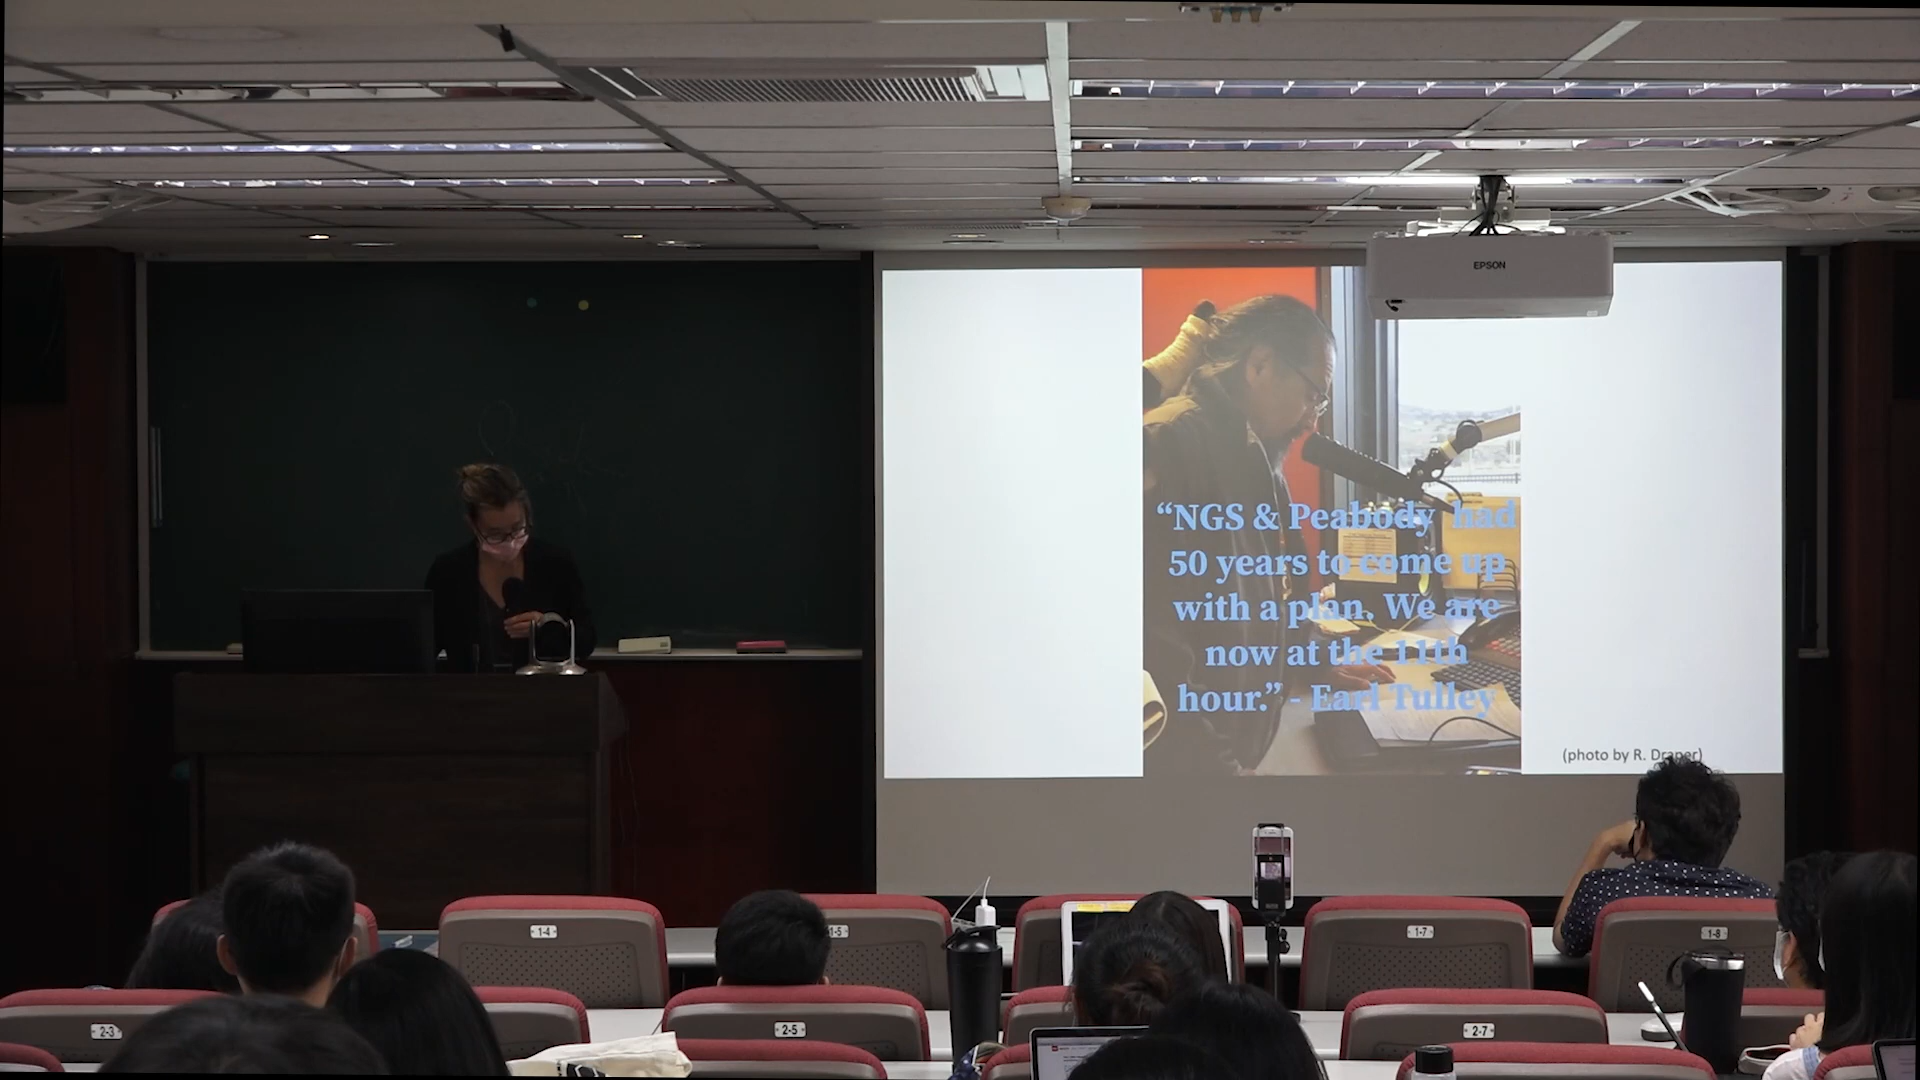 EPSON
“NGS & Peabody had
50 years to come up
with a plan. We are
now at the 11th
hour.” - Earl Tulley
(photo by R. Draper)
1-4
1-5
1-7
1-8
2-3
2-5
2-7